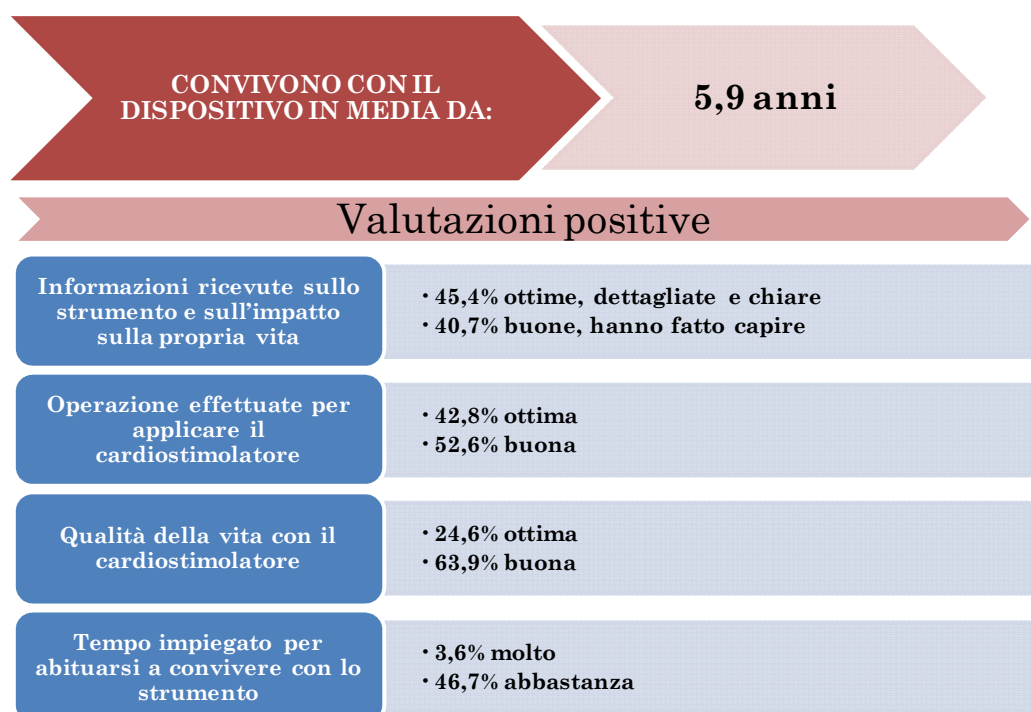 CONVIVONO CON IL
DISPOSITIVO IN MEDIA DA:
5,9 anni
Valutazioni positive
Informazioni ricevute sullo
strumento e sull'impatto
sulla propria vita
• 45,4% ottime, dettagliate e chiare
• 40,7% buone, hanno fatto capire
Operazione effettuate per
applicare il
cardiostimolatore
• 42,8% ottima
• 52,6% buona
Qualità della vita con il
cardiostimolatore
• 24,6% ottima
• 63,9% buona
Tempo impiegato per
abituarsi a convivere con lo
strumento
• 3,6% molto
• 46,7% abbastanza